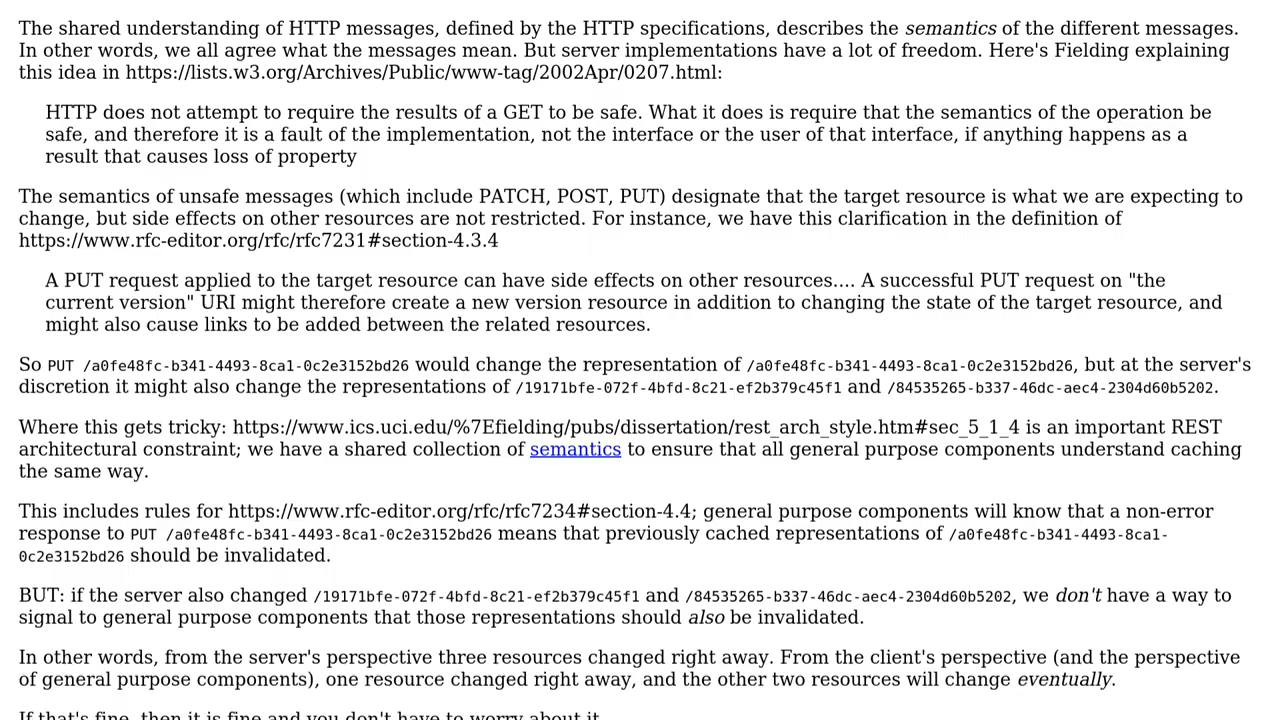 The shared understanding of HTTP messages, defined by the HTTP specifications, describes the semantics of the different messages.
In other words, we all agree what the messages mean. But server implementations have a lot of freedom. Here's Fielding explaining
this idea in https://lists.w3.org/Archives/Public/www-tag/2002Apr/0207.html:
HTTP does not attempt to require the results of a GET to be safe. What it does is require that the semantics of the operation be
safe, and therefore it is a fault of the implementation, not the interface or the user of that interface, if anything happens as a
result that causes loss of property
The semantics of unsafe messages (which include PATCH, POST, PUT) designate that the target resource is what we are expecting to
change, but side effects on other resources are not restricted. For instance, we have this clarification in the definition of
https://www.rfc-editor.org/rfc/rfc7231#section-4.3.4
A PUT request applied to the target resource can have side effects on other resources.... A successful PUT request on "the
current version" URI might therefore create a new version resource in addition to changing the state of the target resource, and
might also cause links to be added between the related resources.
So PUT /a0fe48fc-b341-4493-8ca1-0c2e3152bd26 would change the representation of /a0fe48fc-b341-4493-8ca1-0c2e3152bd26, but at the server's
discretion it might also change the representations of /19171bfe-072f-4bfd-8c21-ef2b379c45f1 and /84535265-b337-46dc-aec4-2304d60b5202.
Where this gets tricky: https://www.ics.uci.edu/%7Efielding/pubs/dissertation/rest_arch_style.htm#sec_5_1_4 is an important REST
architectural constraint; we have a shared collection of semantics to ensure that all general purpose components understand caching
the same way.
This includes rules for https://www.rfc-editor.org/rfc/rfc7234#section-4.4; general purpose components will know that a non-error
response to PUT /a0fe48fc-b341-4493-8ca1-0c2e3152bd26 means that previously cached representations of /a0fe48fc-b341-4493-8ca1-
0c2e3152bd26 should be invalidated.
BUT: if the server also changed /19171bfe-072f-4bfd-8c21-ef2b379c45f1 and /84535265-b337-46dc-aec4-2304d60b5202, we don't have a way to
signal to general purpose components that those representations should also be invalidated.
In other words, from the server's perspective three resources changed right away. From the client's perspective (and the perspective
of general purpose components), one resource changed right away, and the other two resources will change eventually.
If that's fine, then it is fine and you don't have to worry about it.